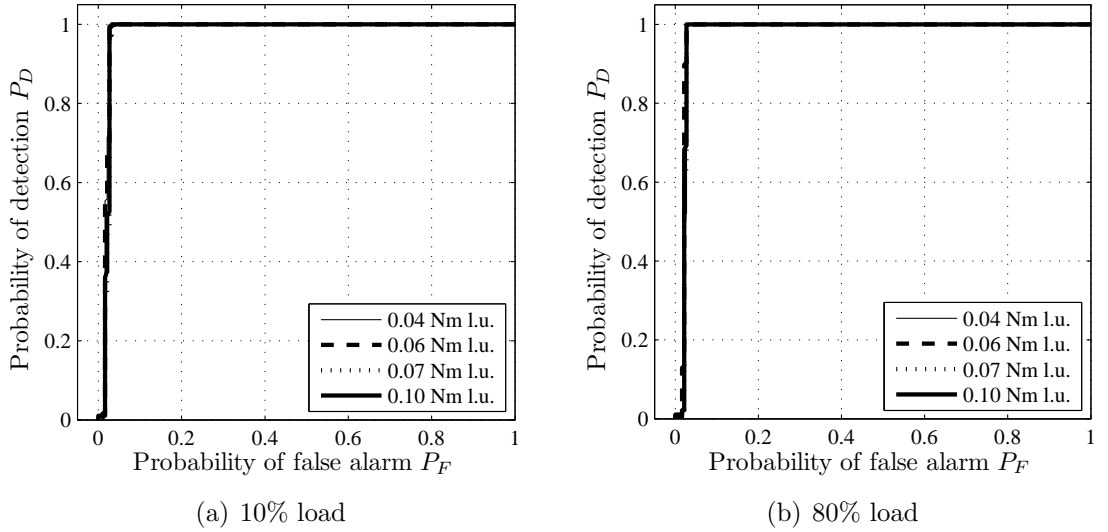 1
0.8
0.6
0.4
0.2
0
Probability of detection P_D
0.04 Nm l.u.
0.06 Nm l.u.
0.07 Nm l.u.
0.10 Nm l.u.
0 0.2 0.4 0.6 0.8 1
Probability of false alarm P_F
(a) 10% load
1
0.8
0.6
0.4
0.2
0
Probability of detection P_D
0.04 Nm l.u.
0.06 Nm l.u.
0.07 Nm l.u.
0.10 Nm l.u.
0 0.2 0.4 0.6 0.8 1
Probability of false alarm P_F
(b) 80% load